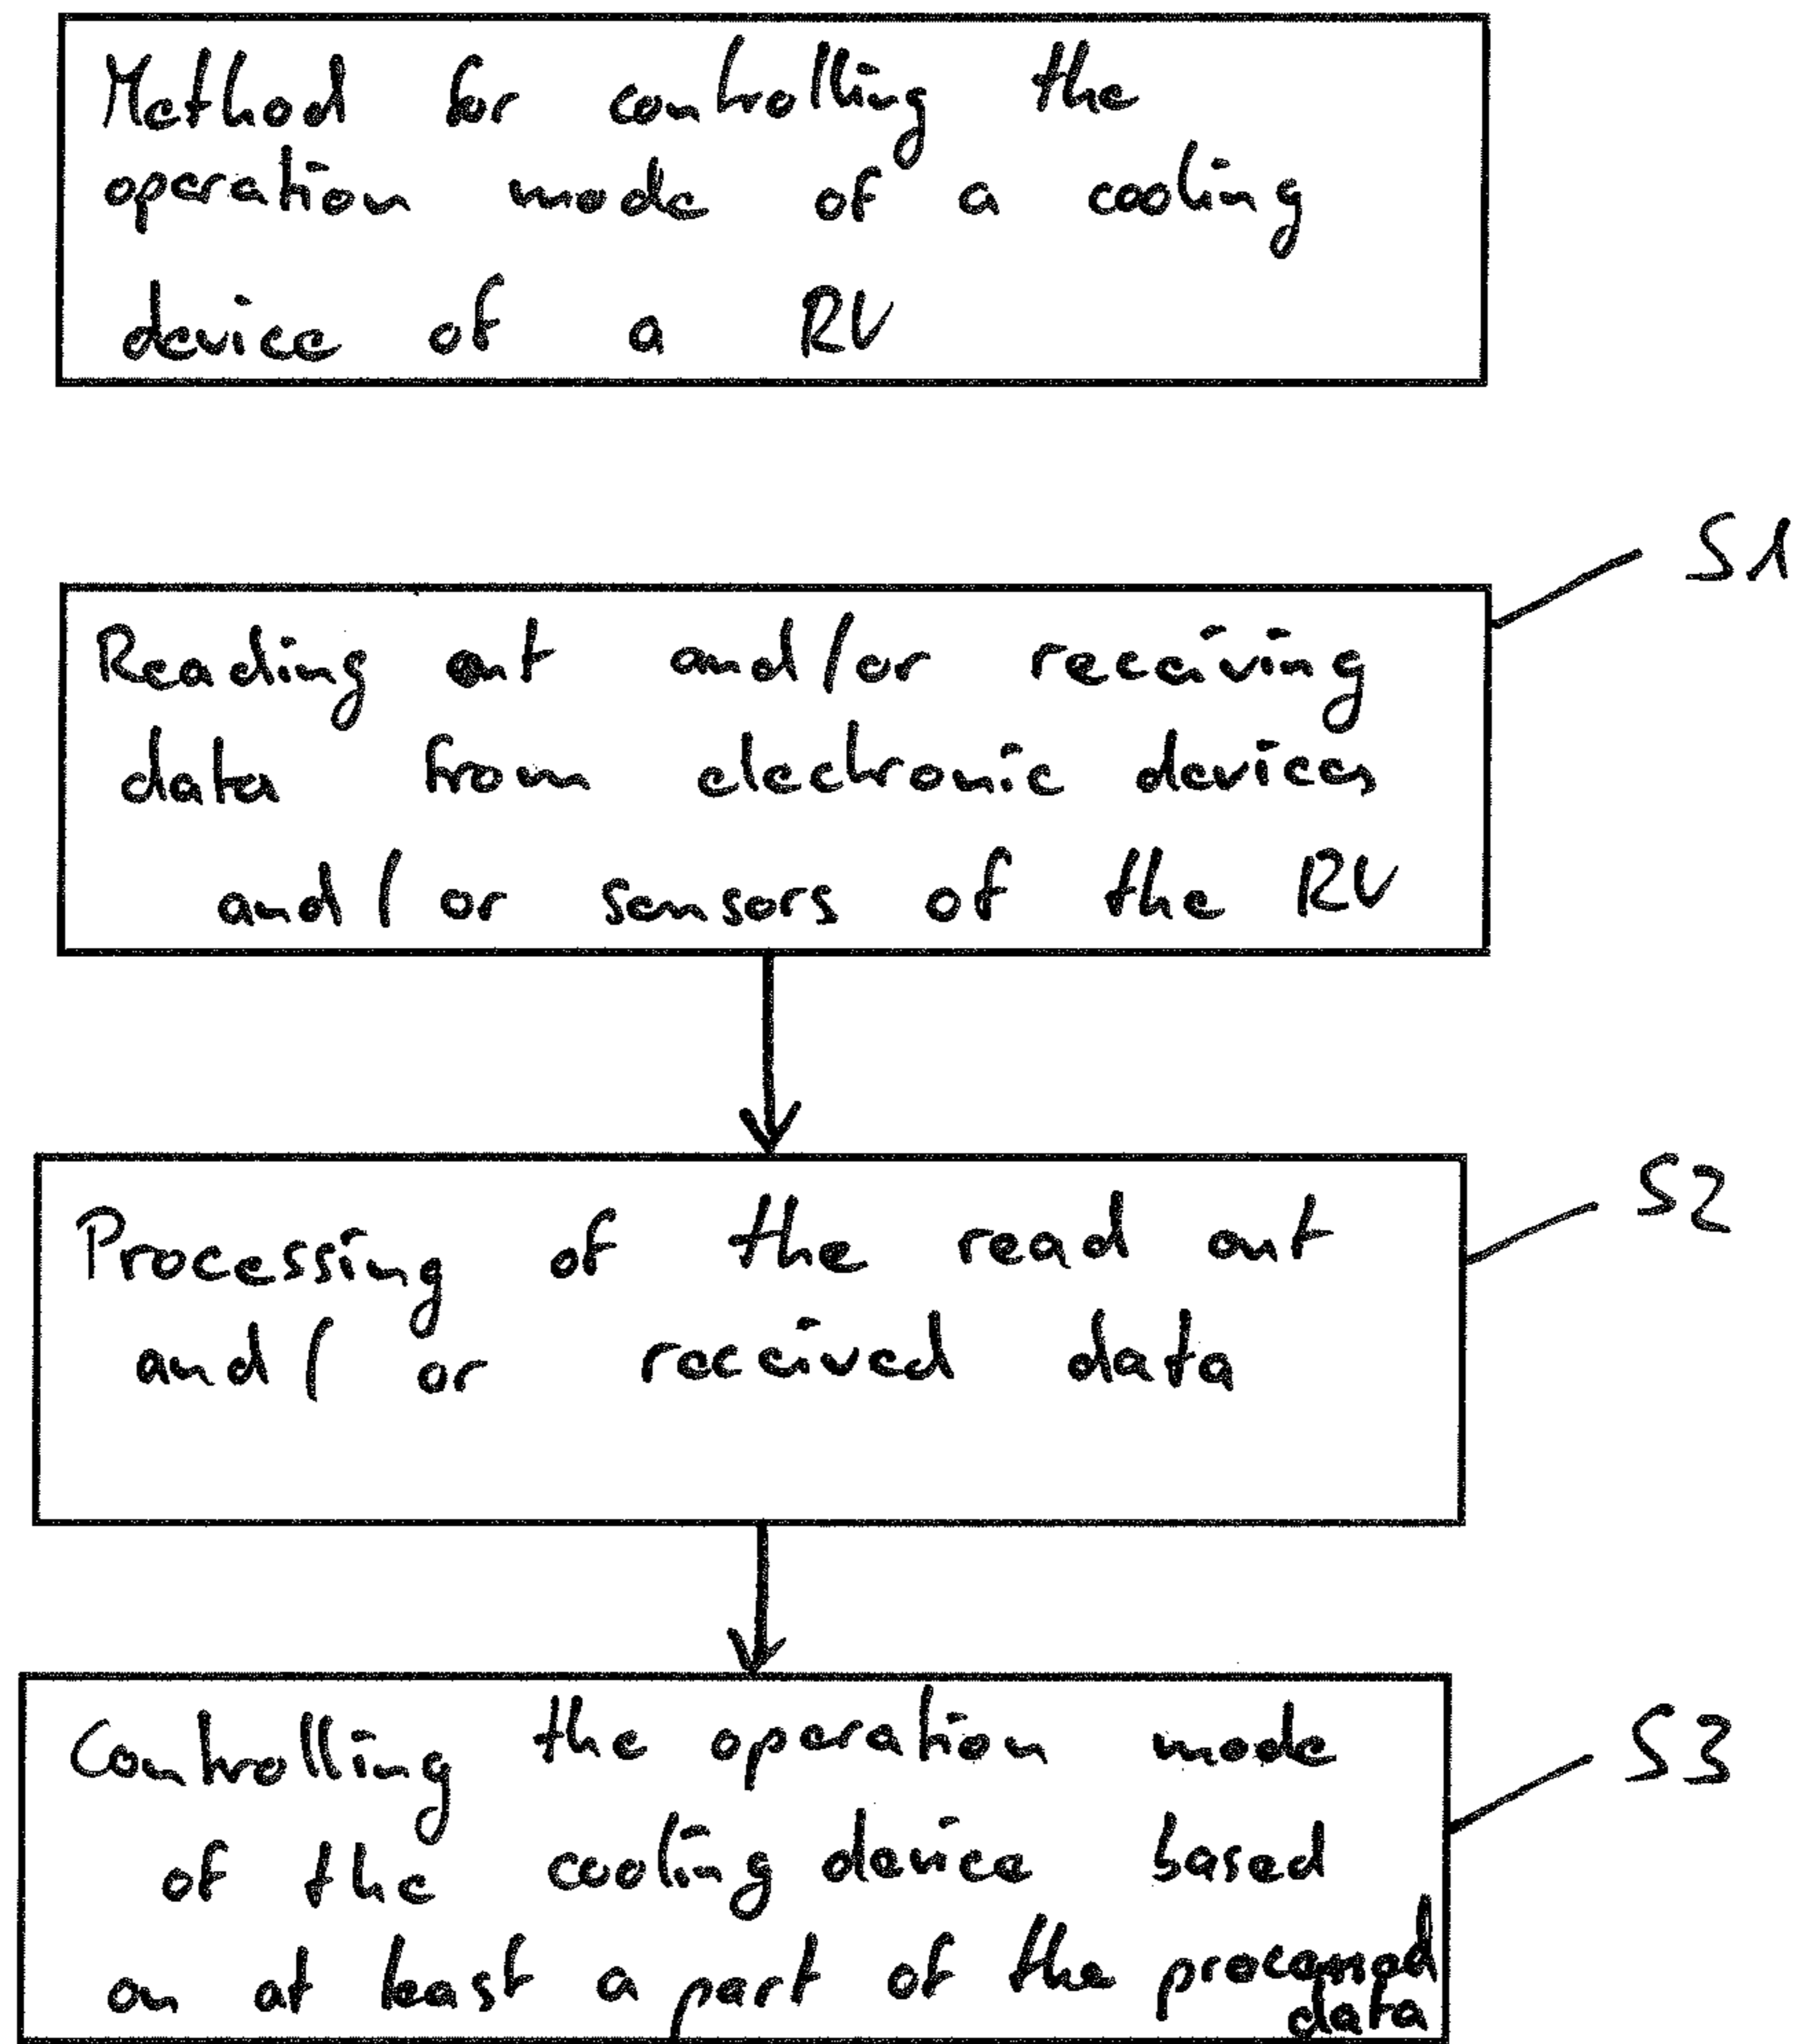 Method for controlling the
operation mode of a cooling
device of a RV
S1
Reading out and/or receiving
data from electronic devices
and/or sensors of the RV
S2
Processing of the read out
and/or received data
S3
Controlling the operation mode
of the cooling device based
on at least a part of the processed
data